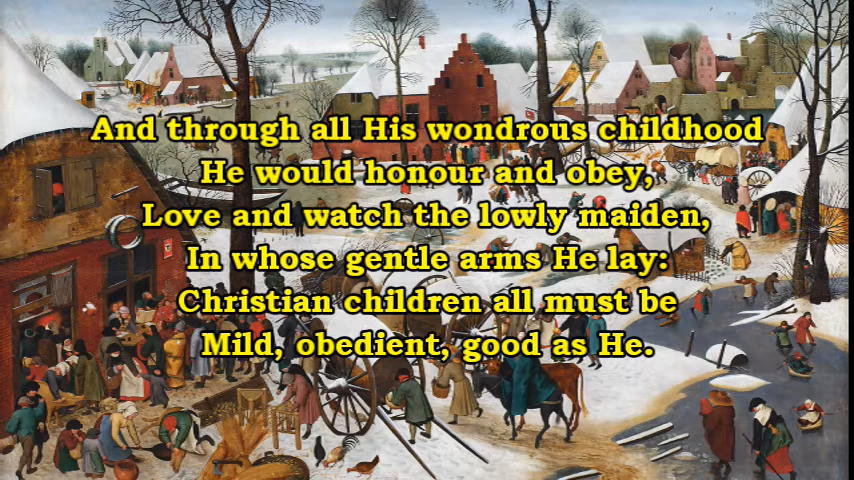 And through all His wondrous childhood
He would honour and obey,
Love and watch the lowly maiden,
In whose gentle arms He lay:
Christian children all must be
Mild, obedient, good as He.